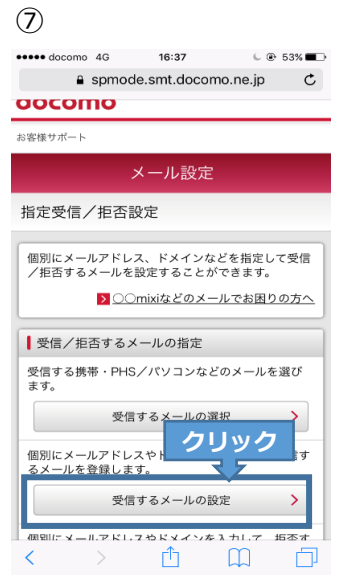 ⑦
docomo 4G 16:37 53%
spmode.smt.docomo.ne.jp
docomo
お客様サポート
メール設定
指定受信／拒否設定
個別にメールアドレス、ドメインなどを指定して受信
／拒否するメールを設定することができます。
○○mixiなどのメールでお困りの方へ
受信／拒否するメールの指定
受信する携帯・PHS／パソコンなどのメールを選び
ます。
受信するメールの選択
クリック
個別にメールアドレスや
るメールを登録します。
受信するメールの設定
個別にメールアドレスやドメインを入力して、拒否す